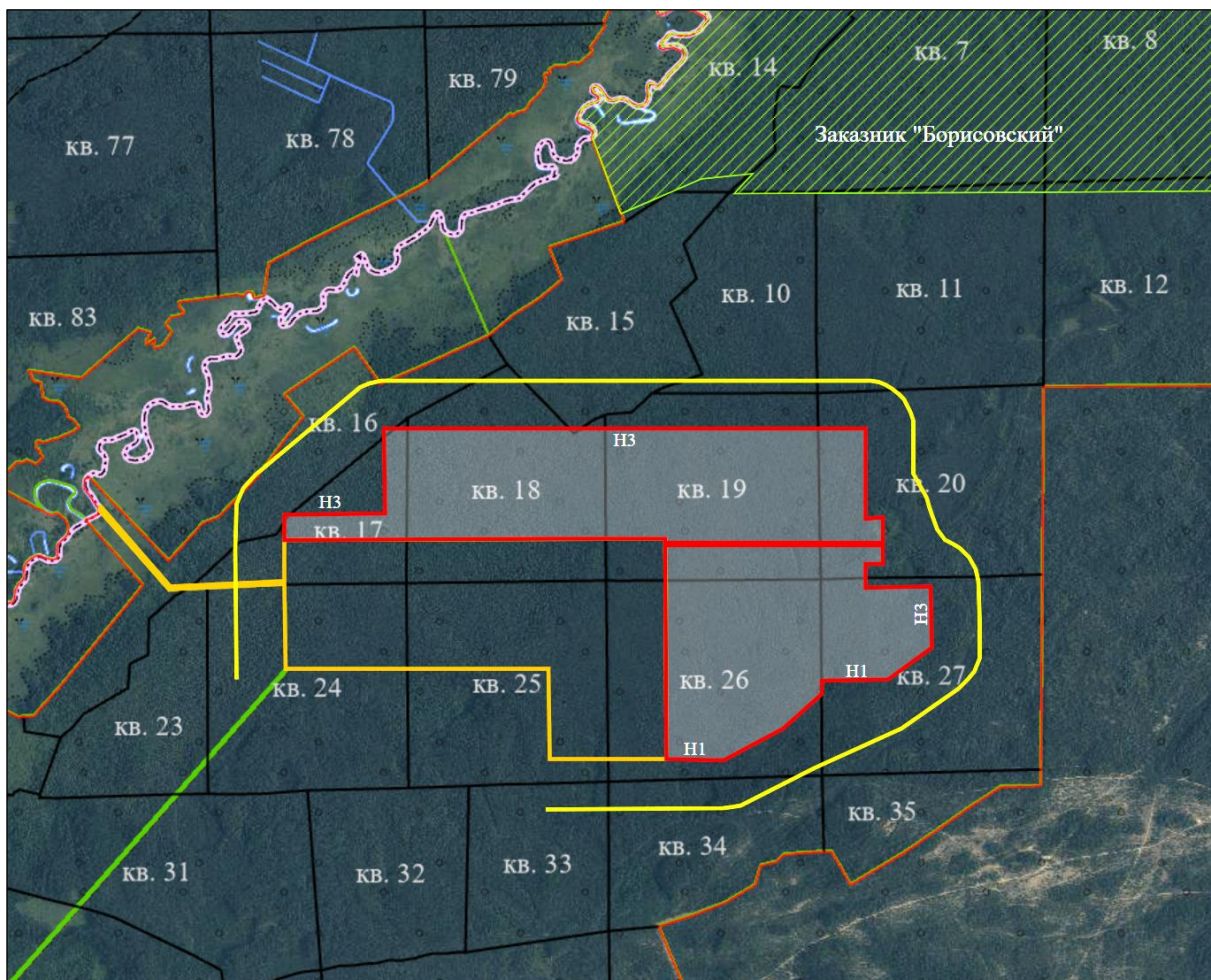 кв. 7
кв. 8
кв. 14
кв. 79
кв. 78
кв. 77
Заказник "Борисовский"
кв. 10
кв. 11
кв. 12
кв. 83
кв. 15
кв. 16
Н3
кв. 18
кв. 19
кв. 20
Н3
кв. 17
Н3
Н1
кв. 24
кв. 25
кв. 26
кв. 27
кв. 23
Н1
кв. 35
кв. 34
кв. 33
кв. 32
кв. 31